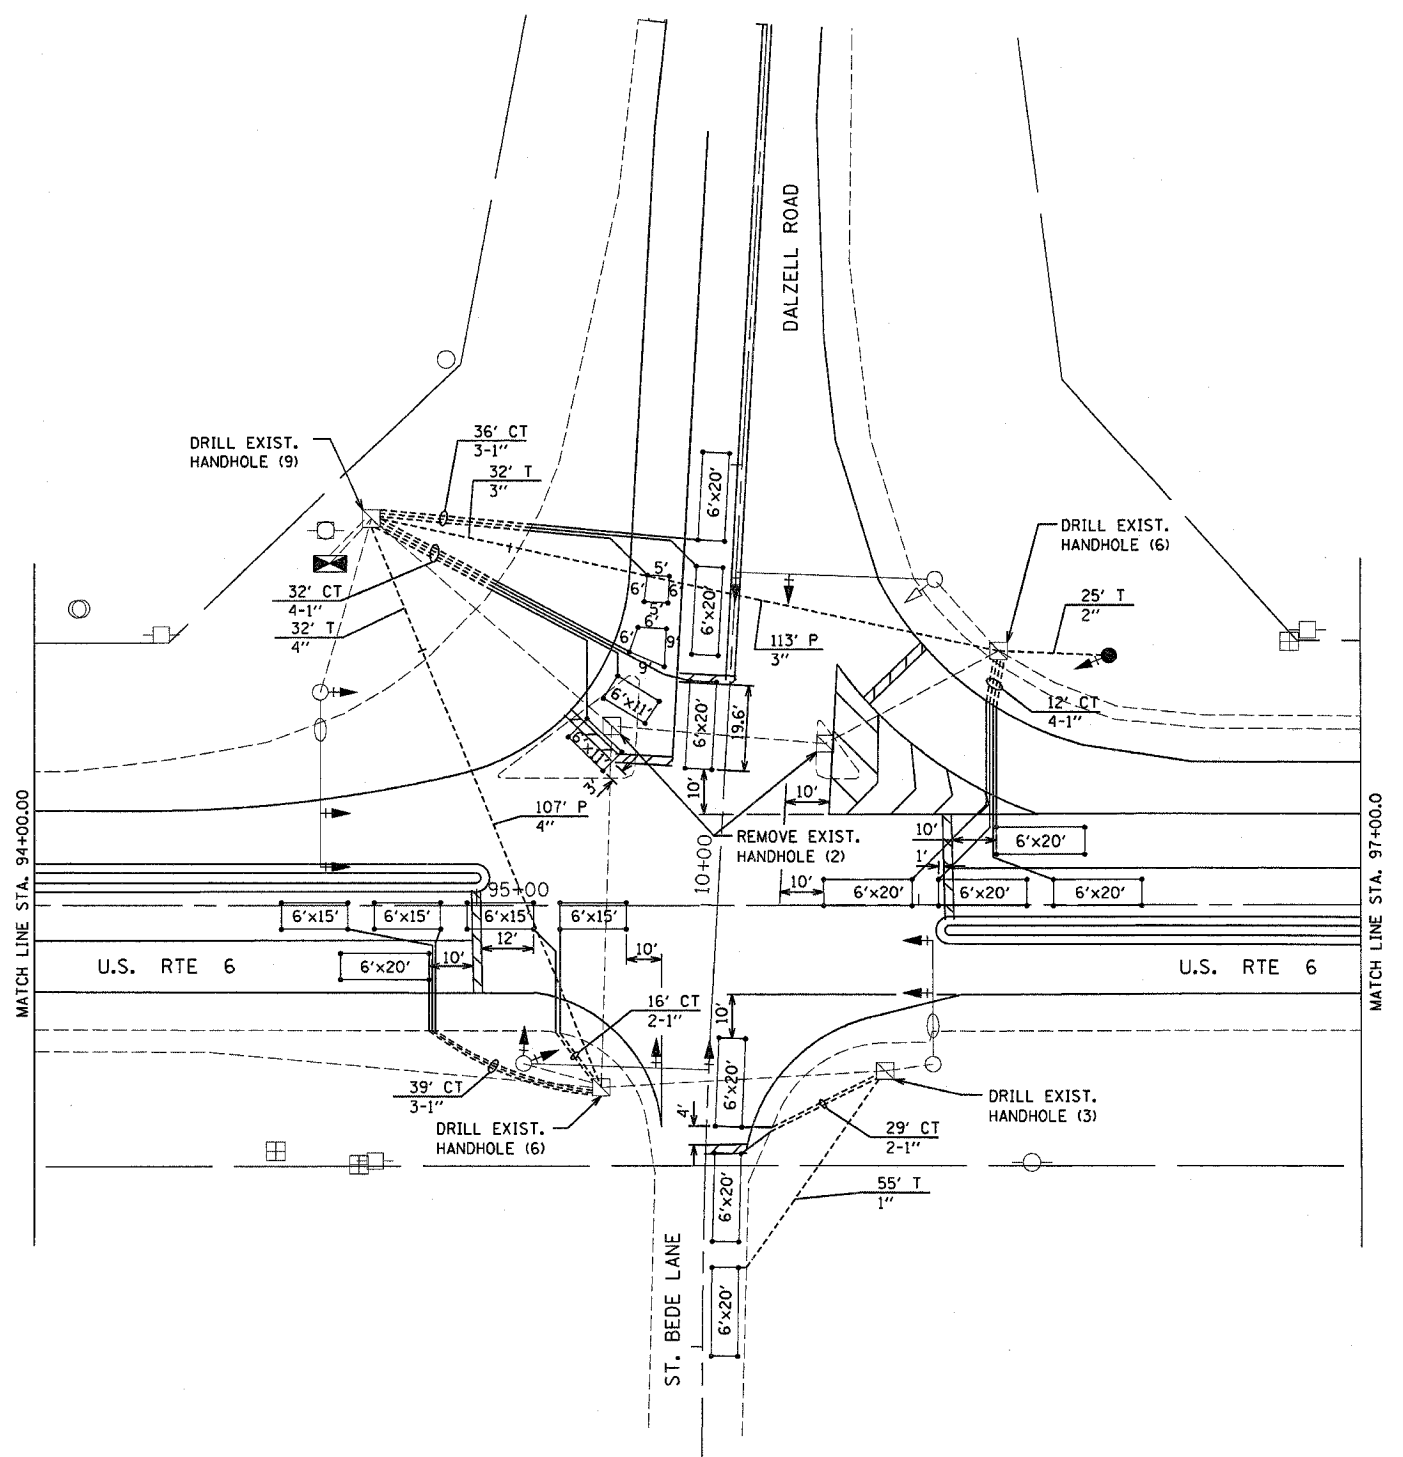 DALZELL ROAD
DRILL EXIST.
HANDHOLE (9)
36' CT
3-1"
32' T
3"
6'x20'
DRILL EXIST.
HANDHOLE (6)
5'
6'
6'
5'
6'x20'
32' CT
4-1"
32' T
4"
6'
6'
9'
9'
113' P
3"
25' T
2"
6'x11'
6'x20'
19.6'
12' CT
4-1"
6'x11'
3'
10'
10'
107' P
4"
REMOVE EXIST.
HANDHOLE (2)
10+00
10'
1'
6'x20'
MATCH LINE STA. 94+00.00
MATCH LINE STA. 97+00.0
95+00
10'
6'x20'
6'x20'
6'x20'
6'x15'
6'x15'
6'x15'
6'x15'
12'
10'
10'
6'x20'
U.S. RTE 6
U.S. RTE 6
16' CT
2-1"
10'
6'x20'
39' CT
3-1"
4'
DRILL EXIST.
HANDHOLE (6)
DRILL EXIST.
HANDHOLE (3)
29' CT
2-1"
55' T
1"
6'x20'
6'x20'
ST. BEDE LANE